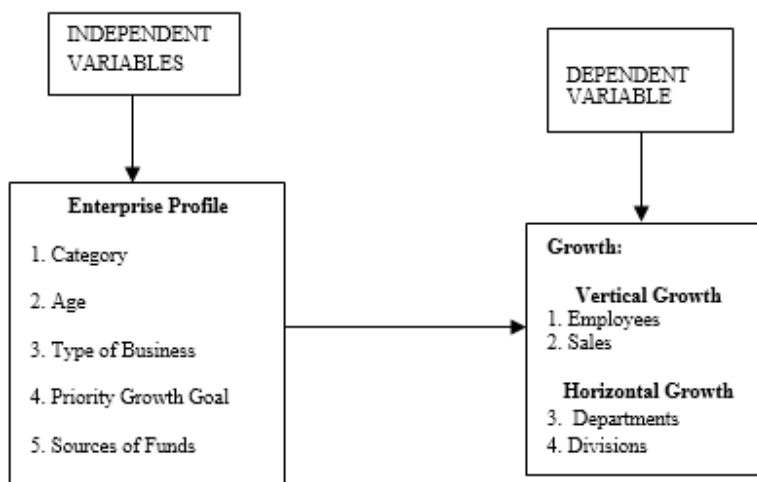 INDEPENDENT
VARIABLES
DEPENDENT
VARIABLE
Enterprise Profile
1. Category
2. Age
3. Type of Business
4. Priority Growth Goal
5. Sources of Funds
Growth:
Vertical Growth
1. Employees
2. Sales
Horizontal Growth
3. Departments
4. Divisions